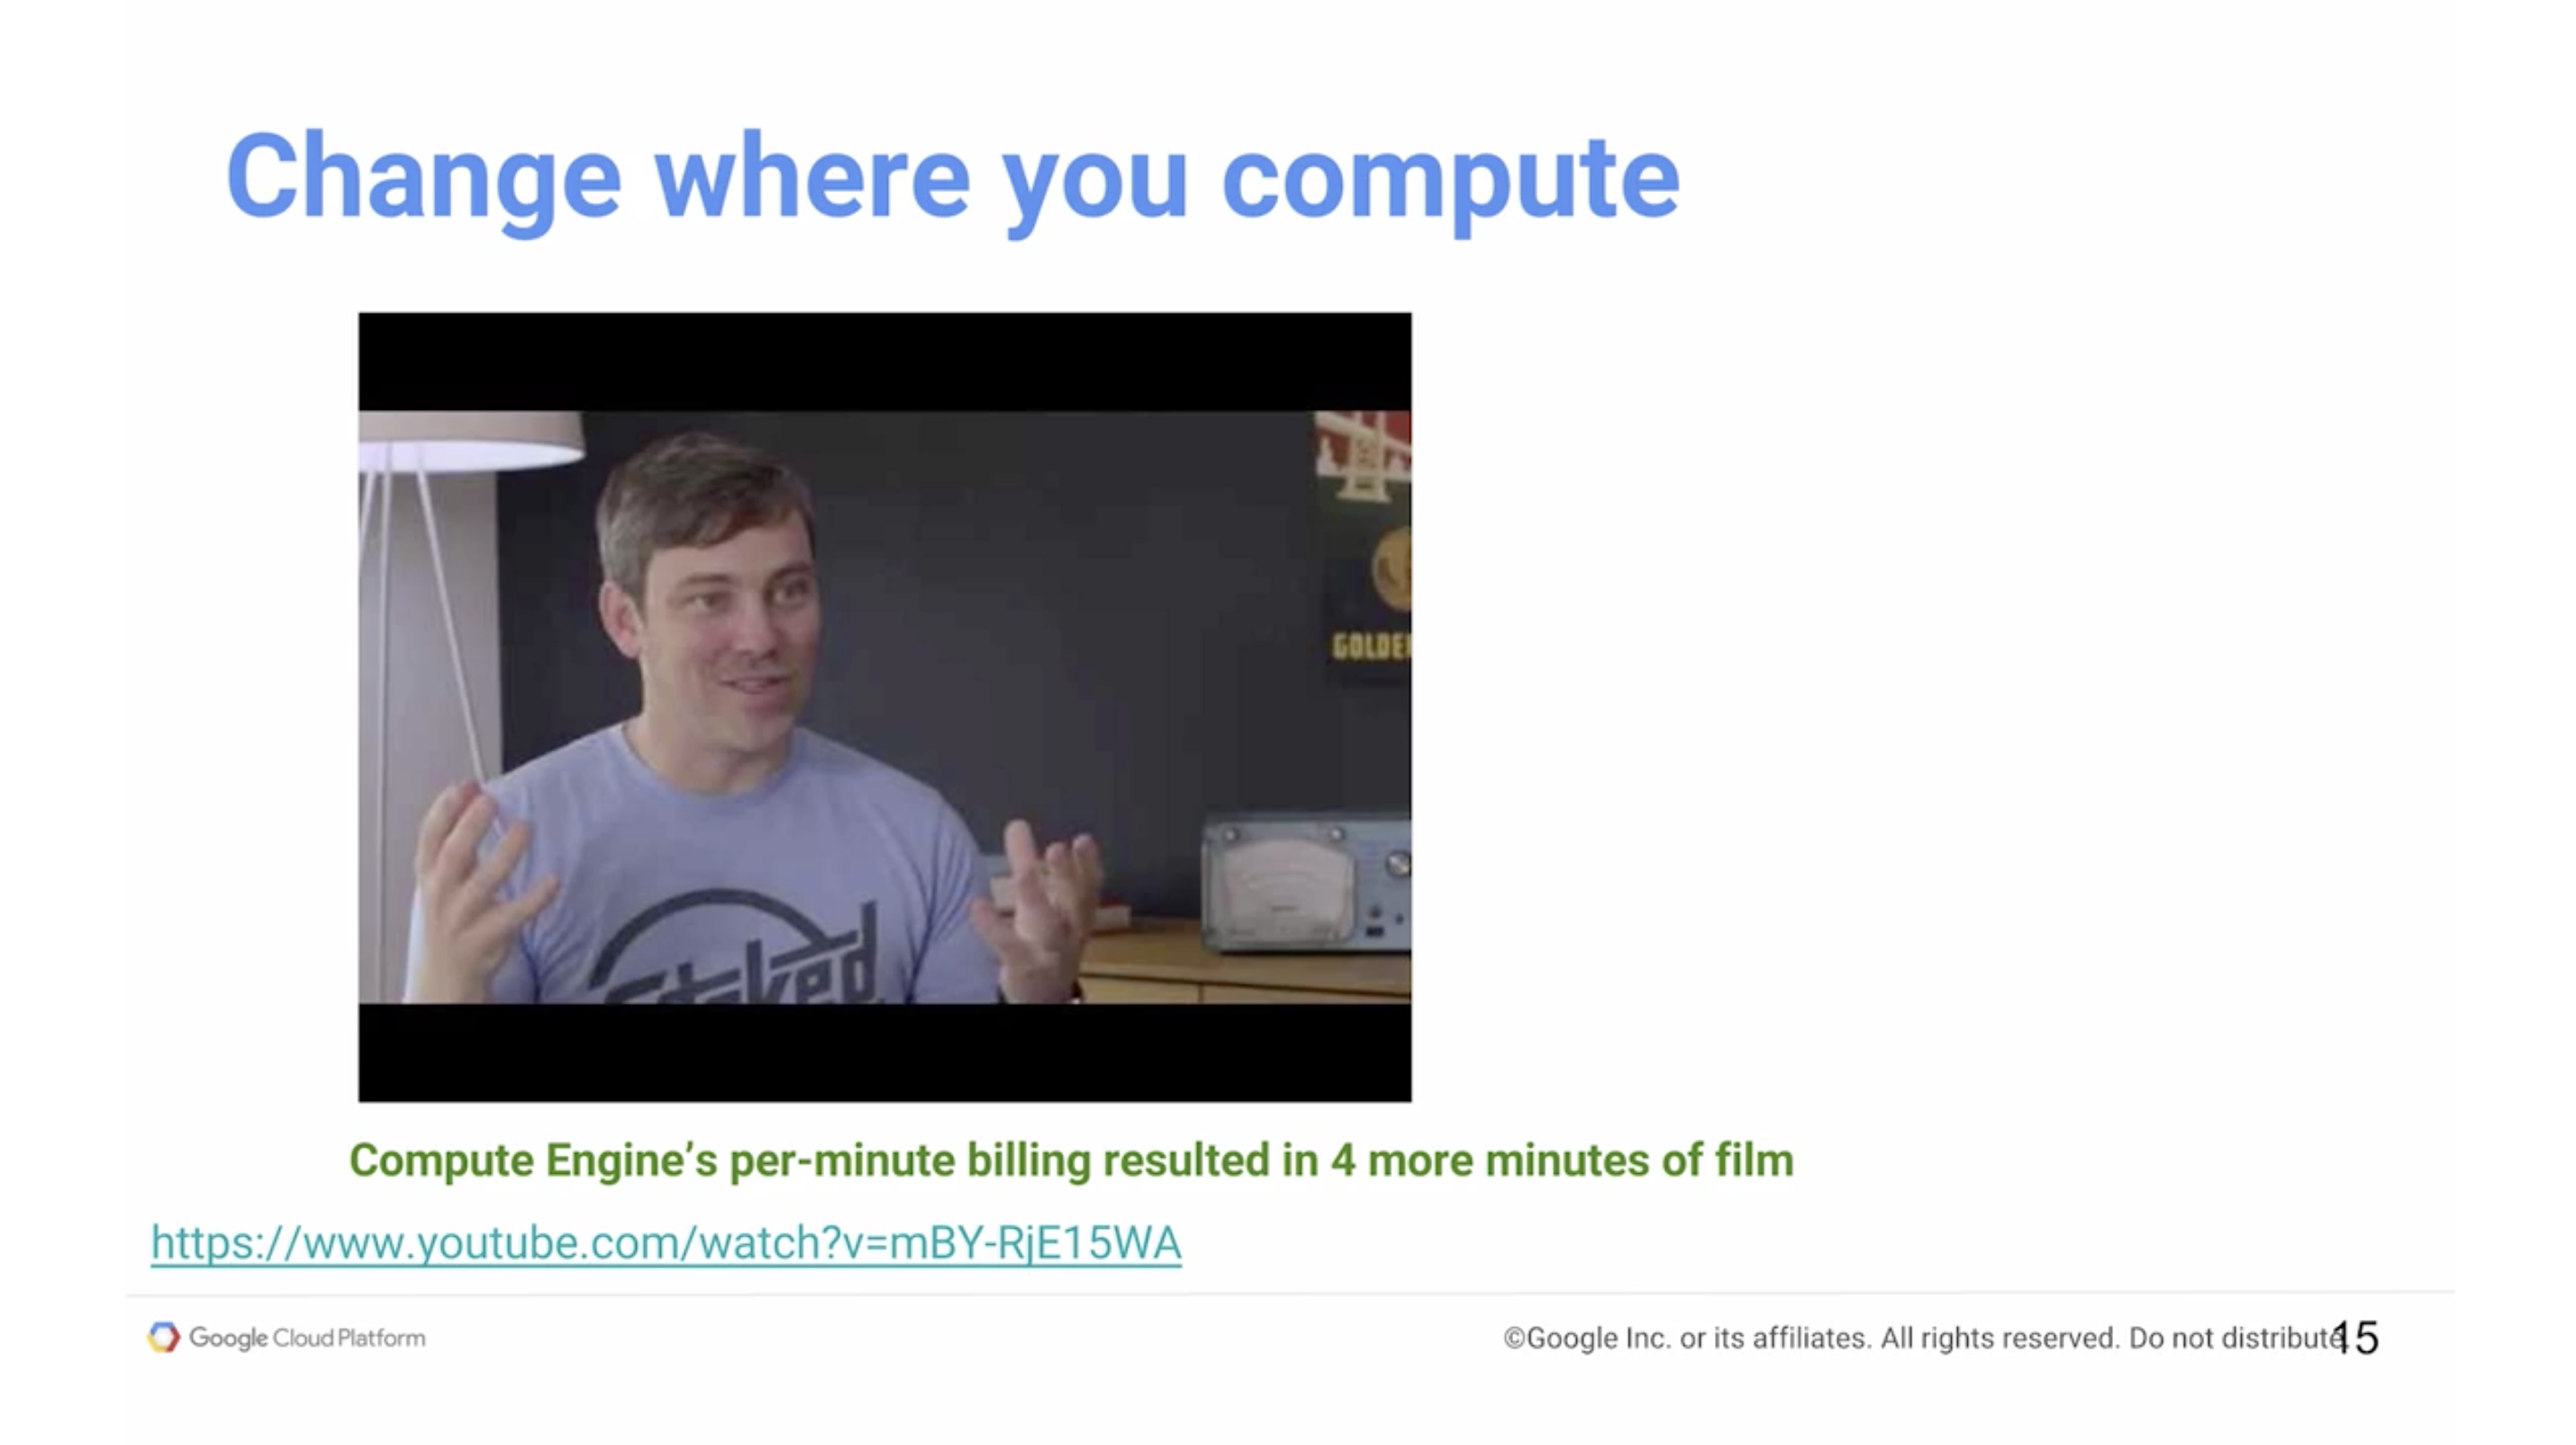 Change where you compute
GOLDE
Staked
Compute Engine’s per-minute billing resulted in 4 more minutes of film
https://www.youtube.com/watch?v=mBY-RjE15WA
Google Cloud Platform
©Google Inc. or its affiliates. All rights reserved. Do not distribute
15